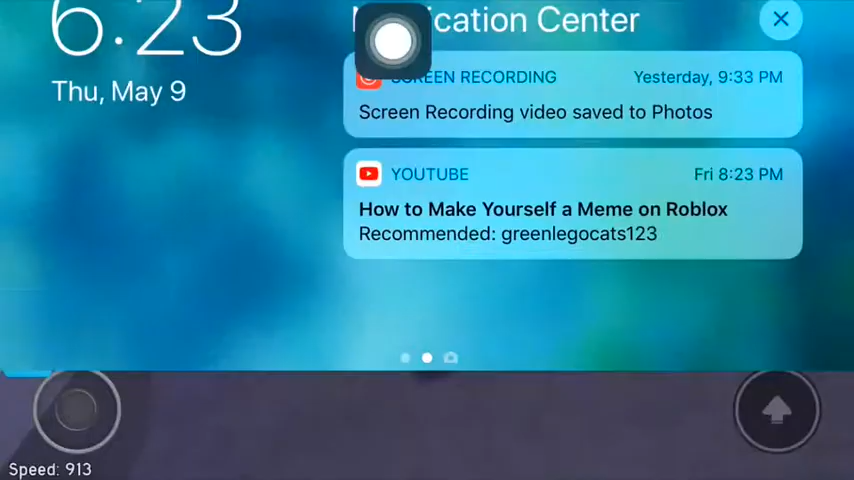 6:23
Thu, May 9
ication Center
SCREEN RECORDING
Yesterday, 9:33 PM
Screen Recording video saved to Photos
YOUTUBE
Fri 8:23 PM
How to Make Yourself a Meme on Roblox
Recommended: greenlegocats123
Speed: 913